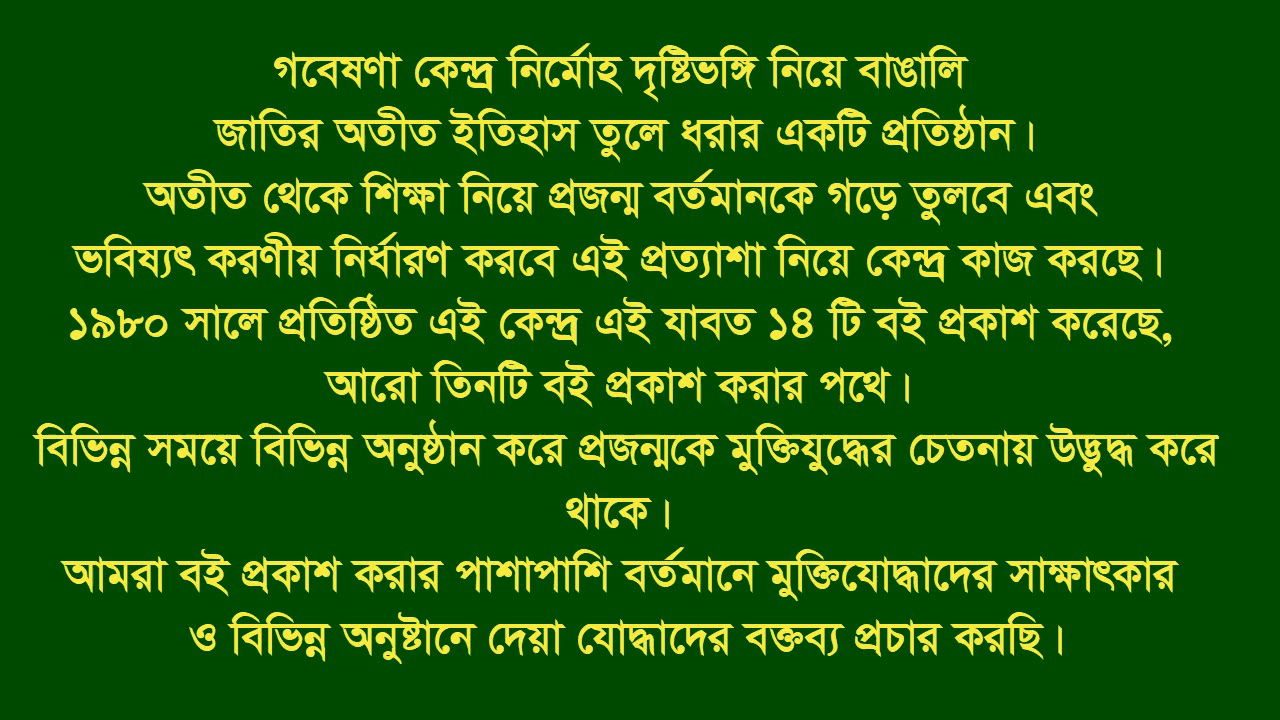 গবেষণা কেন্দ্র নির্মোহ দৃষ্টিভঙ্গি নিয়ে বাঙালি
জাতির অতীত ইতিহাস তুলে ধরার একটি প্রতিষ্ঠান।
অতীত থেকে শিক্ষা নিয়ে প্রজন্ম বর্তমানকে গড়ে তুলবে এবং
ভবিষ্যৎ করণীয় নির্ধারণ করবে এই প্রত্যাশা নিয়ে কেন্দ্র কাজ করছে।
১৯৮০ সালে প্রতিষ্ঠিত এই কেন্দ্র এই যাবত ১৪ টি বই প্রকাশ করেছে,
আরো তিনটি বই প্রকাশ করার পথে।
বিভিন্ন সময়ে বিভিন্ন অনুষ্ঠান করে প্রজন্মকে মুক্তিযুদ্ধের চেতনায় উদ্ভুদ্ধ করে
থাকে।
আমরা বই প্রকাশ করার পাশাপাশি বর্তমানে মুক্তিযোদ্ধাদের সাক্ষাৎকার
ও বিভিন্ন অনুষ্টানে দেয়া যোদ্ধাদের বক্তব্য প্রচার করছি।